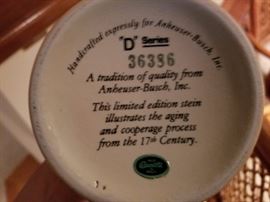 Handcrafted expressly for Anheuser-Busch, Inc.
"D" Series
36396
A tradition of quality from
Anheuser-Busch, Inc.
This limited edition stein
illustrates the aging
and cooperage process
from the 17th Century.